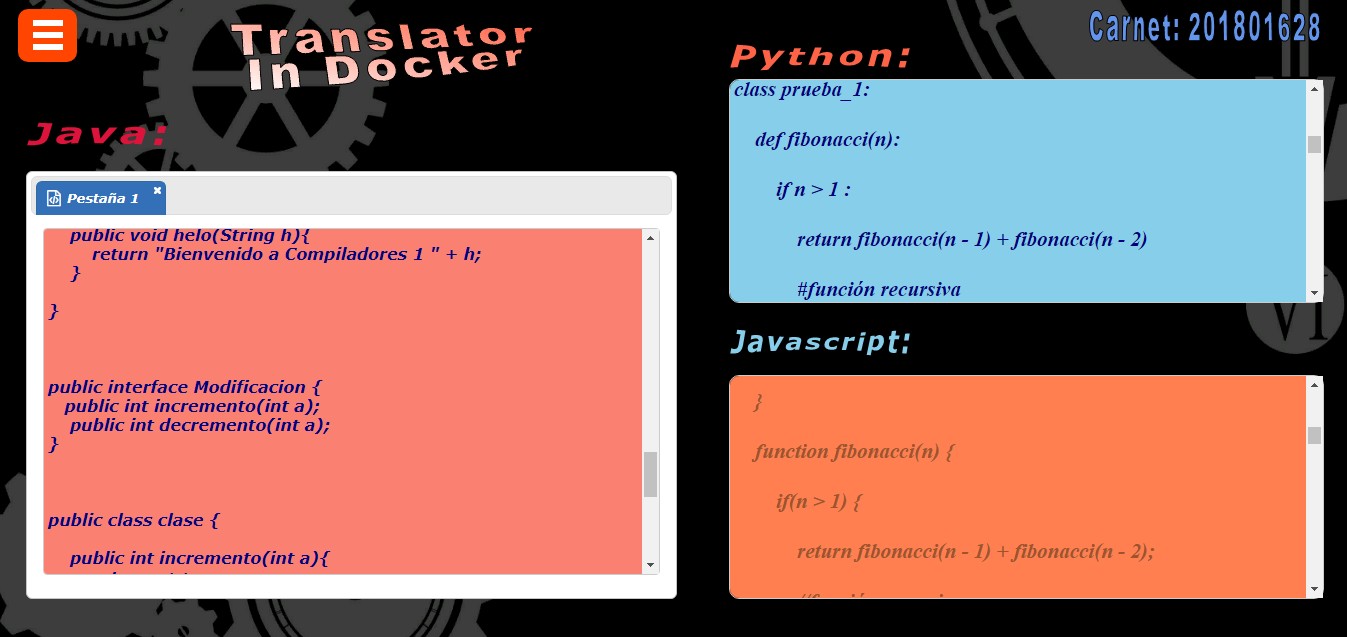 Translator
In Docker
Carnet: 201801628
Java:
Pestaña 1
public void helo(String h){
return "Bienvenido a Compiladores 1 " + h;
}
}
public interface Modificacion {
public int incremento(int a);
public int decremento(int a);
}
public class clase {
public int incremento(int a){
Python:
class prueba_1:
def fibonacci(n):
if n > 1 :
return fibonacci(n - 1) + fibonacci(n - 2)
#función recursiva
Javascript:
}
function fibonacci(n) {
if(n > 1) {
return fibonacci(n - 1) + fibonacci(n - 2);
VI